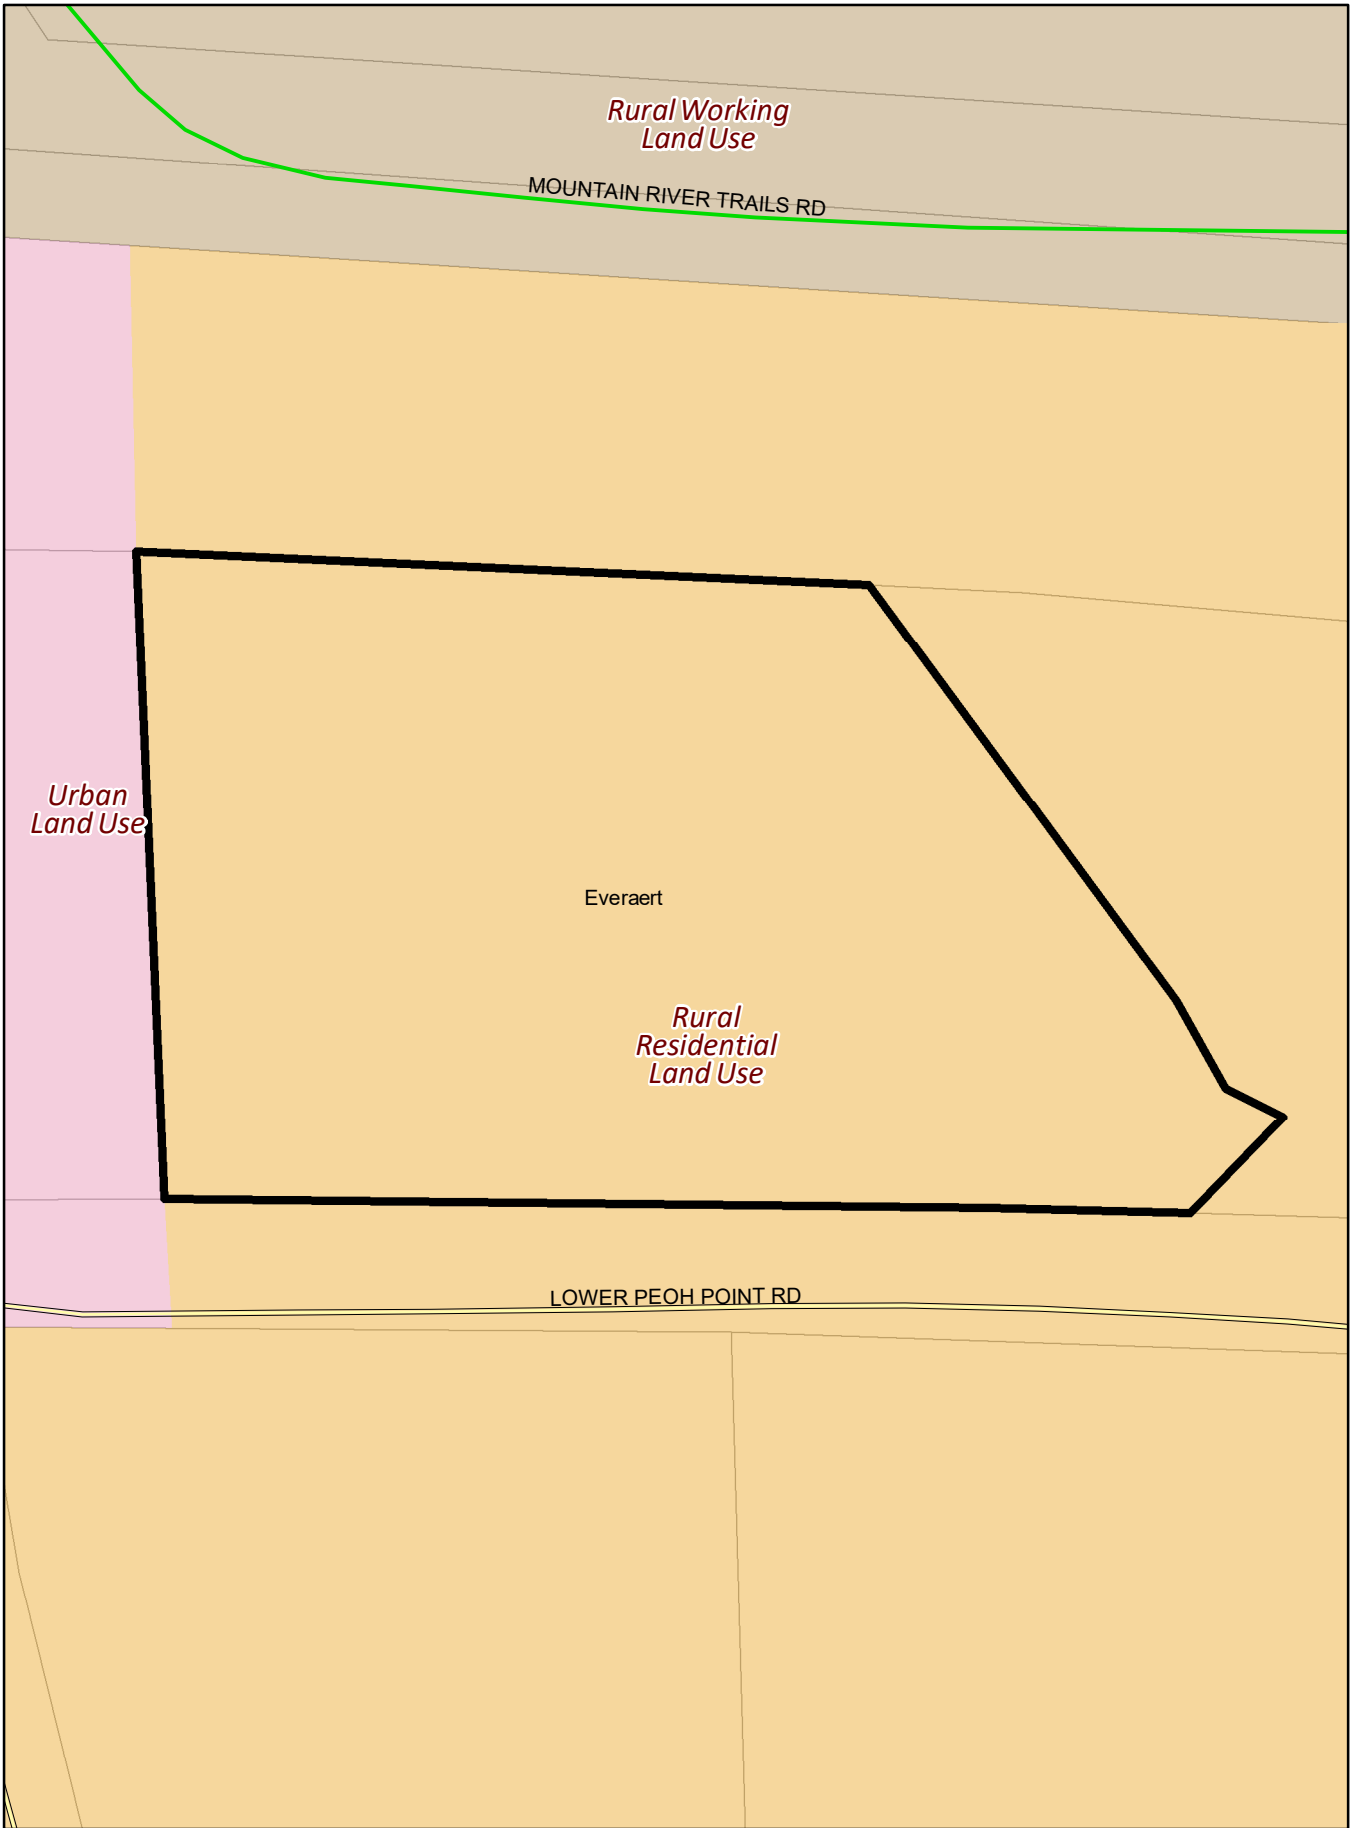 Rural Working
Land Use
MOUNTAIN RIVER TRAILS RD
Urban
Land Use
Everaert
Rural
Residential
Land Use
LOWER PEOH POINT RD